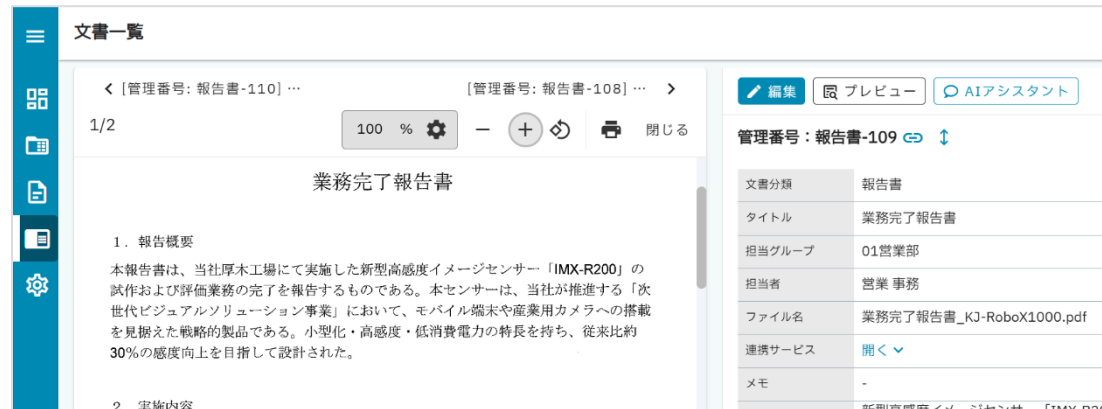 文書一覧
[管理番号: 報告書-110] …
[管理番号: 報告書-108] …
1/2
100 %
閉じる
業務完了報告書
1. 報告概要
本報告書は、当社厚木工場にて実施した新型高感度イメージセンサー「IMX-R200」の
試作および評価業務の完了を報告するものである。本センサーは、当社が推進する「次
世代ビジュアルソリューション事業」において、モバイル端末や産業用カメラへの搭載
を見据えた戦略的製品である。小型化・高感度・低消費電力の特長を持ち、従来比約
30%の感度向上を目指して設計された。
2. 実施内容
編集
プレビュー
AIアシスタント
管理番号：報告書-109
文書分類 報告書
タイトル 業務完了報告書
担当グループ 01営業部
担当者 営業 事務
ファイル名 業務完了報告書_KJ-RoboX1000.pdf
連携サービス 開く
メモ -